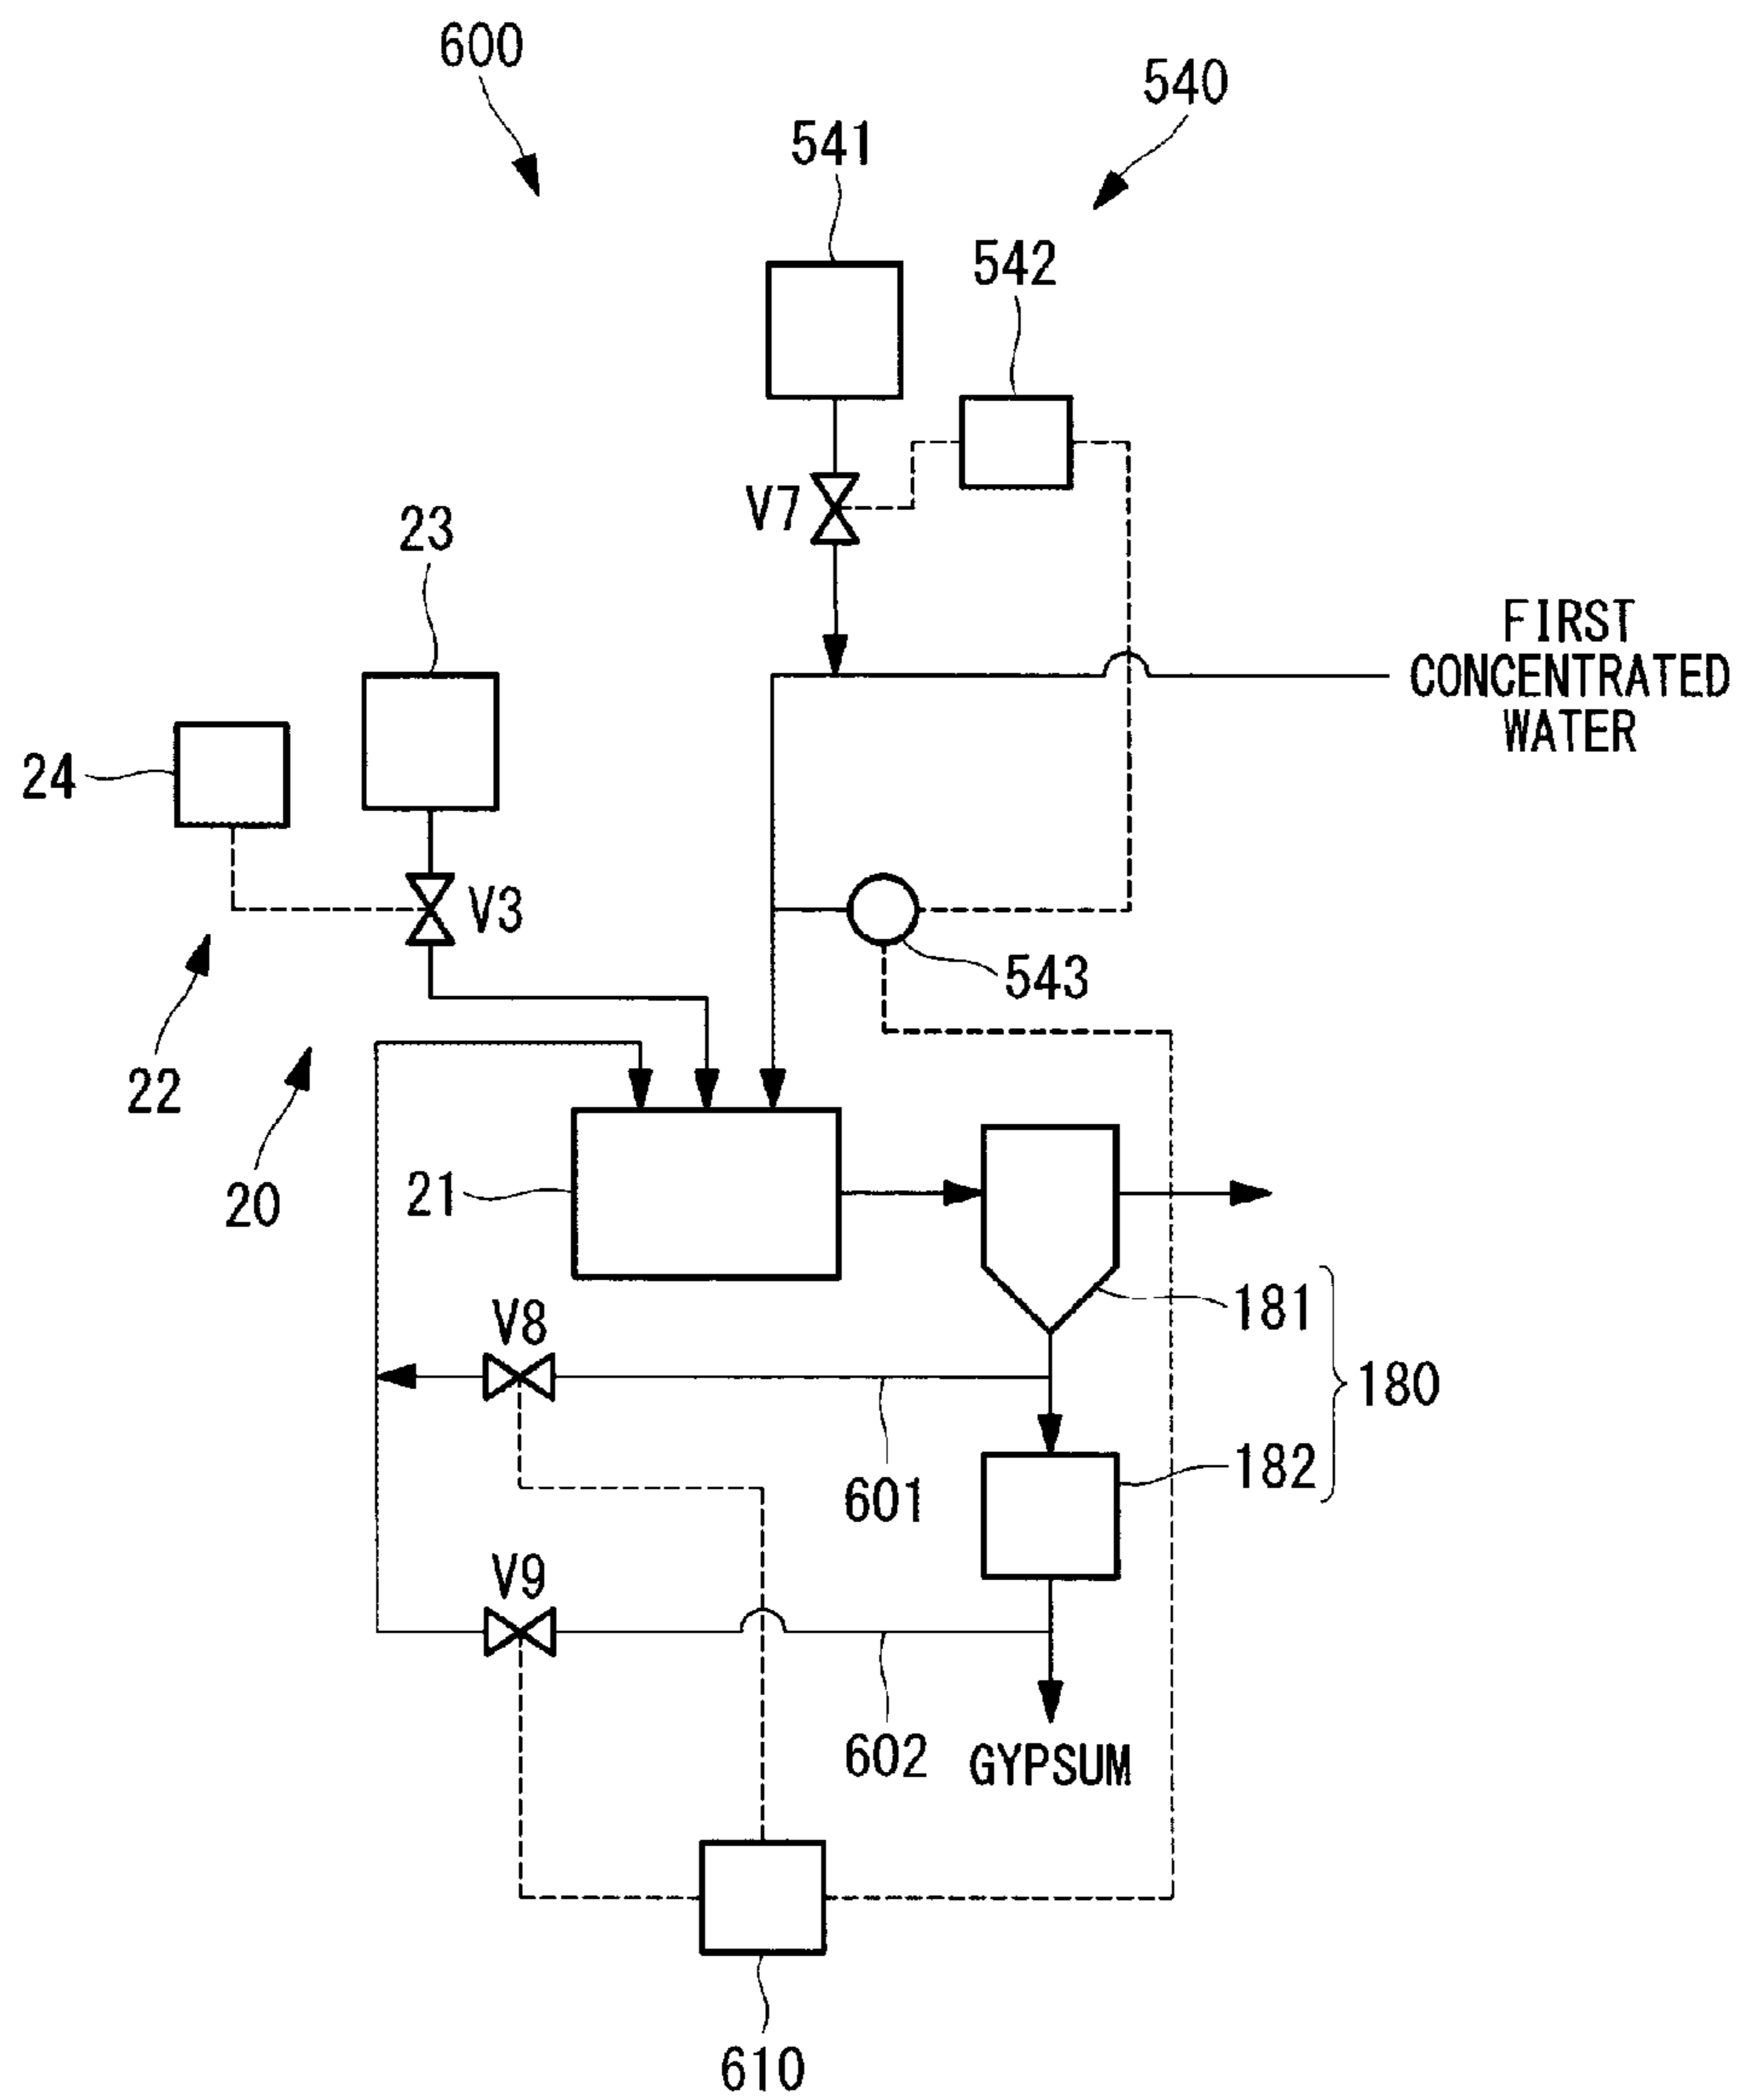 600
540
541
542
V7
23
FIRST
CONCENTRATED
WATER
24
V3
543
22
20
21
181
V8
180
182
601
V9
602
GYPSUM
610